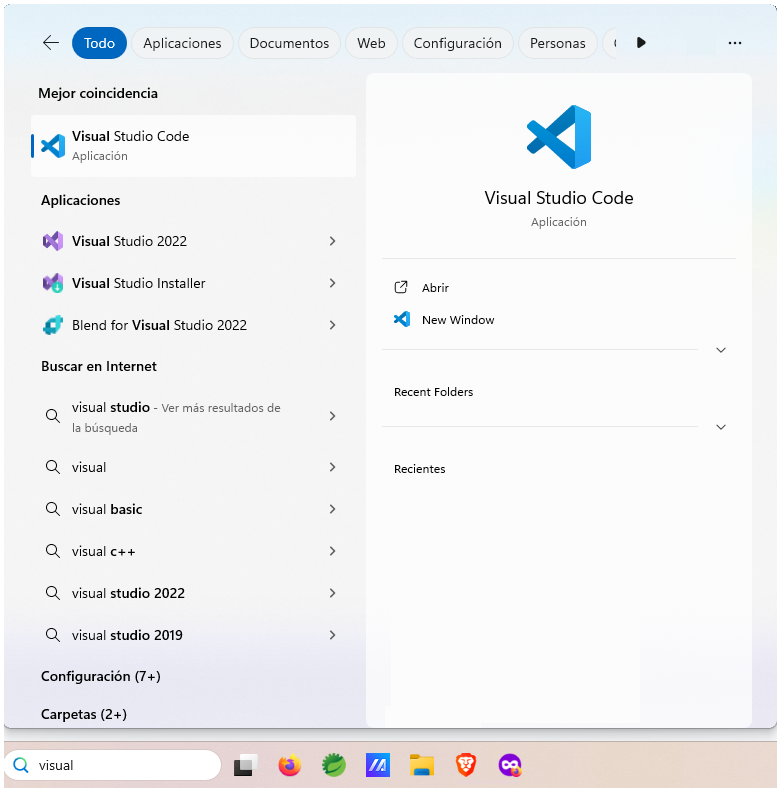 Todo Aplicaciones Documentos Web Configuración Personas
Mejor coincidencia
Visual Studio Code
Aplicación
Aplicaciones
Visual Studio 2022
Visual Studio Installer
Blend for Visual Studio 2022
Buscar en Internet
visual studio - Ver más resultados de
la búsqueda
visual
visual basic
visual c++
visual studio 2022
visual studio 2019
Configuración (7+)
Carpetas (2+)
Visual Studio Code
Aplicación
Abrir
New Window
Recent Folders
Recientes
visual